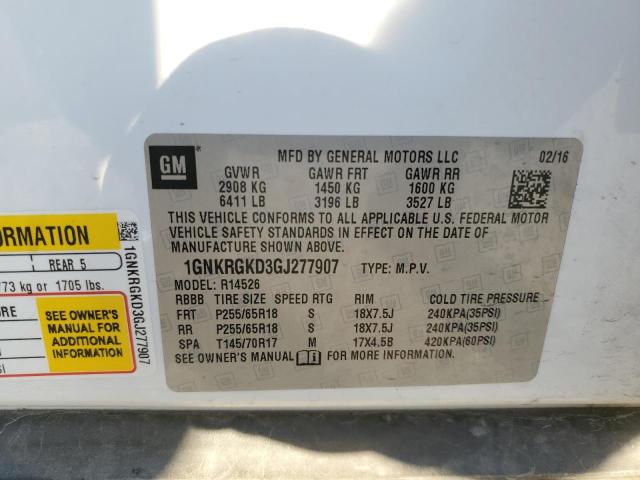 GM
MFD BY GENERAL MOTORS LLC 02/16
GVWR GAWR FRT GAWR RR
2908 KG 1450 KG 1600 KG
6411 LB 3196 LB 3527 LB
THIS VEHICLE CONFORMS TO ALL APPLICABLE U.S. FEDERAL MOTOR
VEHICLE SAFETY STANDARDS IN EFFECT ON THE DATE OF
MANUFACTURE SHOWN ABOVE.
1GNKRGKD3GJ277907 TYPE: M.P.V.
MODEL: R14526
RBBB TIRE SIZE SPEED RTG RIM COLD TIRE PRESSURE
FRT P255/65R18 S 18X7.5J 240KPA(35PSI)
RR P255/65R18 S 18X7.5J 240KPA(35PSI)
SPA T145/70R17 M 17X4.5B 420KPA(60PSI)
SEE OWNER'S MANUAL FOR MORE INFORMATION.
REAR 5
773 kg or 1705 lbs.
SEE OWNER'S
MANUAL FOR
ADDITIONAL
INFORMATION
1GNKRGKD3GJ277907